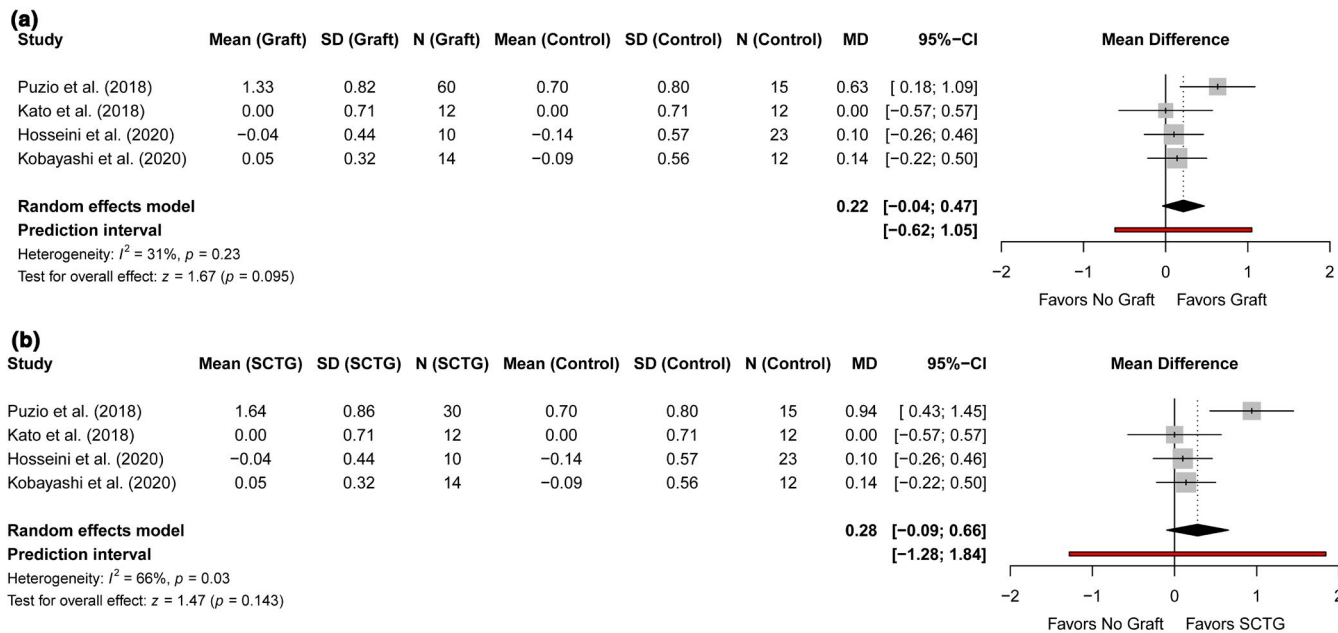 (a)
Study Mean (Graft) SD (Graft) N (Graft) Mean (Control) SD (Control) N (Control) MD 95%−CI Mean Difference
Puzio et al. (2018) 1.33 0.82 60 0.70 0.80 15 0.63 [ 0.18; 1.09]
Kato et al. (2018) 0.00 0.71 12 0.00 0.71 12 0.00 [−0.57; 0.57]
Hosseini et al. (2020) −0.04 0.44 10 −0.14 0.57 23 0.10 [−0.26; 0.46]
Kobayashi et al. (2020) 0.05 0.32 14 −0.09 0.56 12 0.14 [−0.22; 0.50]
Random effects model 0.22 [−0.04; 0.47]
Prediction interval [−0.62; 1.05]
Heterogeneity: I² = 31%, p = 0.23
Test for overall effect: z = 1.67 (p = 0.095)
−2 −1 0 1 2
Favors No Graft Favors Graft
(b)
Study Mean (SCTG) SD (SCTG) N (SCTG) Mean (Control) SD (Control) N (Control) MD 95%−CI Mean Difference
Puzio et al. (2018) 1.64 0.86 30 0.70 0.80 15 0.94 [ 0.43; 1.45]
Kato et al. (2018) 0.00 0.71 12 0.00 0.71 12 0.00 [−0.57; 0.57]
Hosseini et al. (2020) −0.04 0.44 10 −0.14 0.57 23 0.10 [−0.26; 0.46]
Kobayashi et al. (2020) 0.05 0.32 14 −0.09 0.56 12 0.14 [−0.22; 0.50]
Random effects model 0.28 [−0.09; 0.66]
Prediction interval [−1.28; 1.84]
Heterogeneity: I² = 66%, p = 0.03
Test for overall effect: z = 1.47 (p = 0.143)
−2 −1 0 1 2
Favors No Graft Favors SCTG